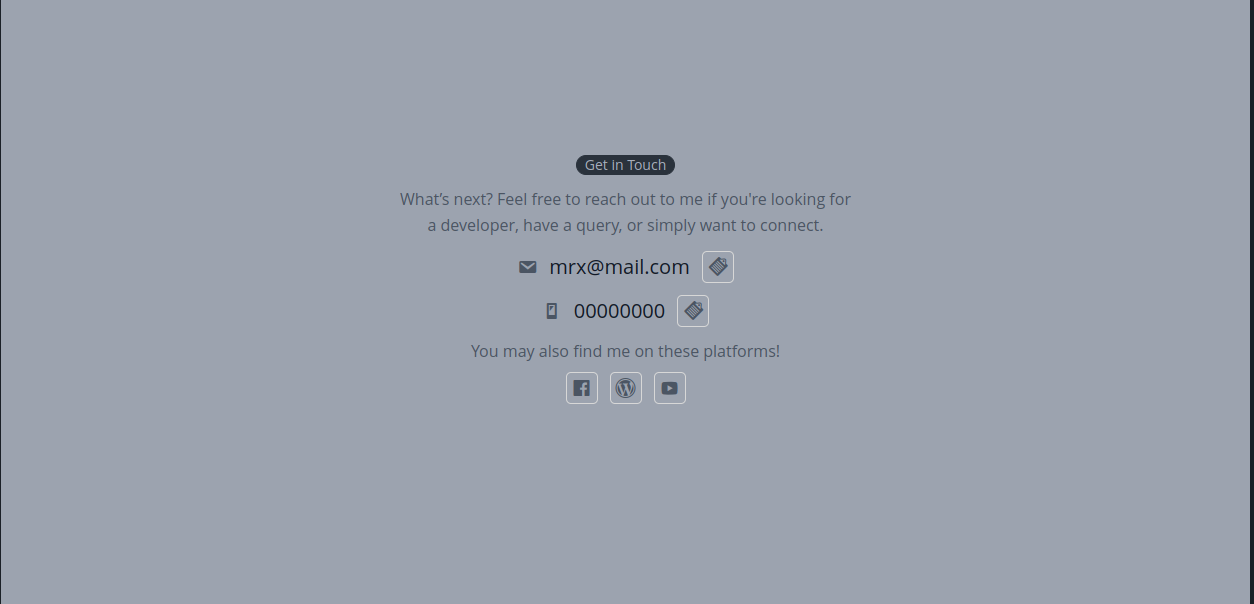 Get in Touch
What’s next? Feel free to reach out to me if you're looking for
a developer, have a query, or simply want to connect.
mrx@mail.com
00000000
You may also find me on these platforms!